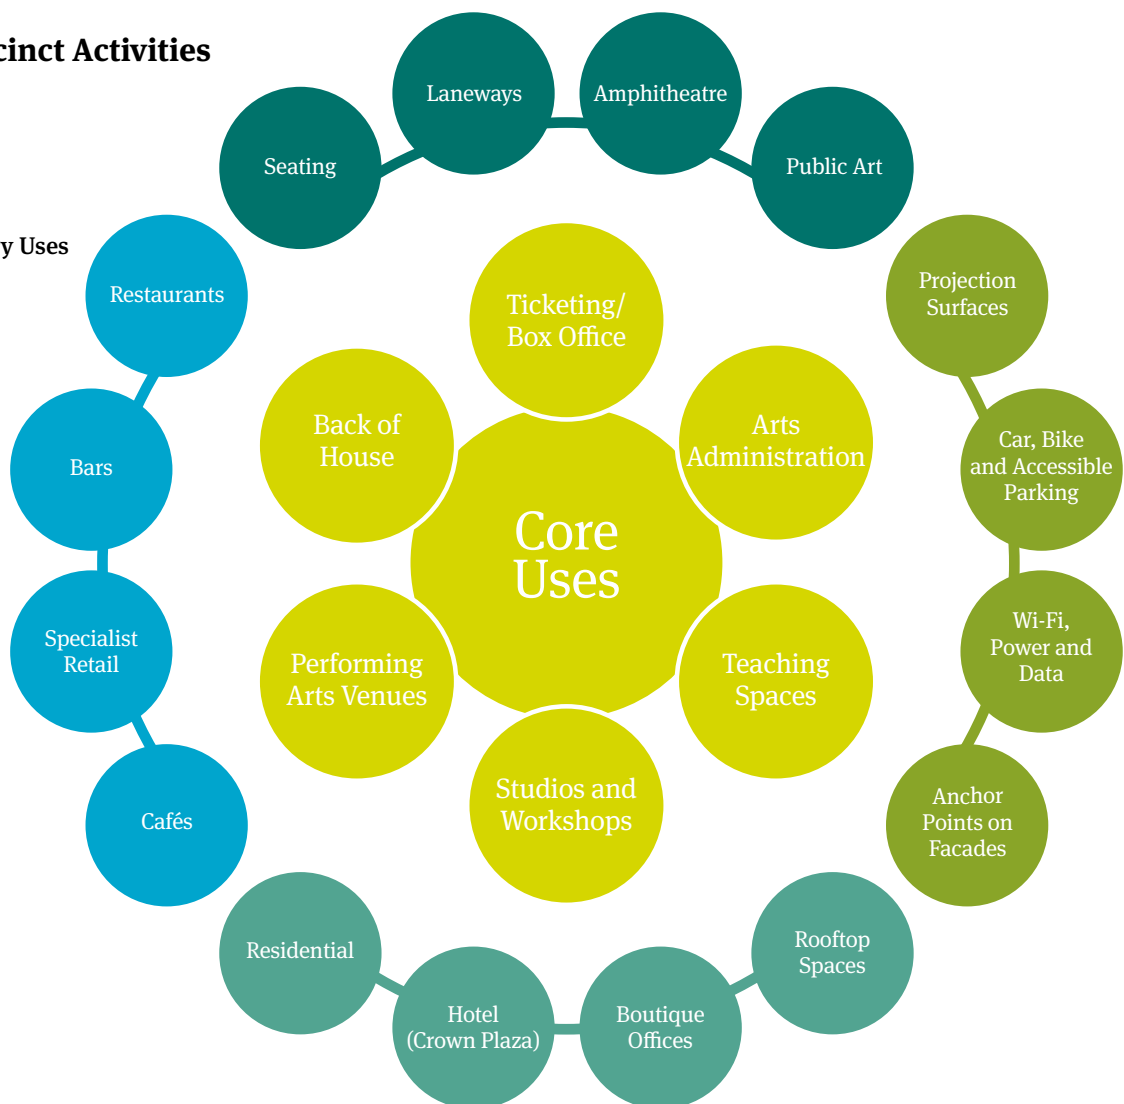 cinct Activities
Laneways
Amphitheatre
Seating
Public Art
y Uses
Restaurants
Projection
Surfaces
Ticketing/
Box Office
Back of
House
Arts
Administration
Bars
Car, Bike
and Accessible
Parking
Core
Uses
Specialist
Retail
Wi-Fi,
Power and
Data
Performing
Arts Venues
Teaching
Spaces
Studios and
Workshops
Cafés
Anchor
Points on
Facades
Residential
Rooftop
Spaces
Hotel
(Crown Plaza)
Boutique
Offices